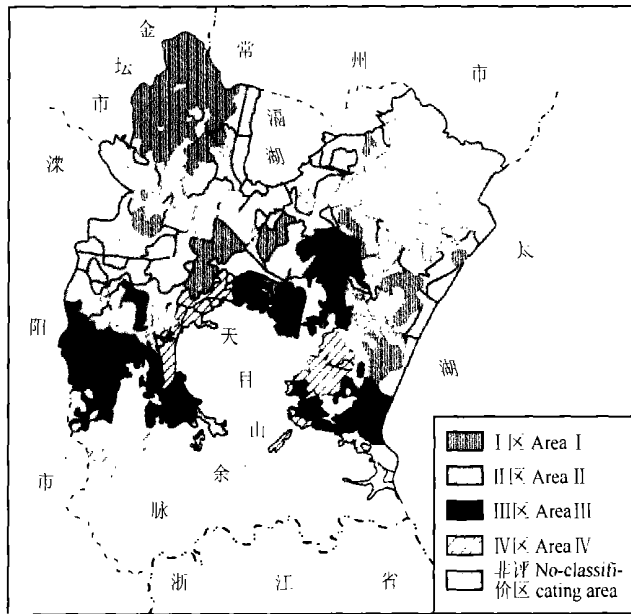 金坛市
常州市
滆湖
溧阳市
太湖
天目山余脉
浙江省
I区 Area I
II区 Area II
III区 Area III
IV区 Area IV
非评价区 No-classificating area